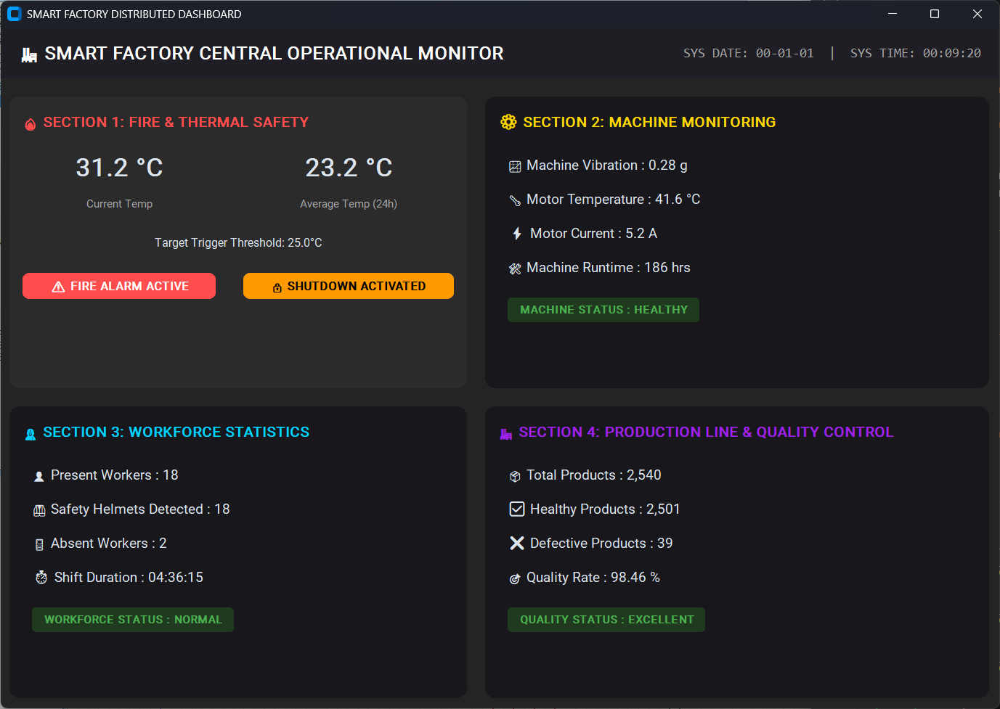 SMART FACTORY DISTRIBUTED DASHBOARD
SMART FACTORY CENTRAL OPERATIONAL MONITOR
SYS DATE: 00-01-01 | SYS TIME: 00:09:20
SECTION 1: FIRE & THERMAL SAFETY
31.2 °C
Current Temp
23.2 °C
Average Temp (24h)
Target Trigger Threshold: 25.0°C
FIRE ALARM ACTIVE
SHUTDOWN ACTIVATED
SECTION 2: MACHINE MONITORING
Machine Vibration : 0.28 g
Motor Temperature : 41.6 °C
Motor Current : 5.2 A
Machine Runtime : 186 hrs
MACHINE STATUS : HEALTHY
SECTION 3: WORKFORCE STATISTICS
Present Workers : 18
Safety Helmets Detected : 18
Absent Workers : 2
Shift Duration : 04:36:15
WORKFORCE STATUS : NORMAL
SECTION 4: PRODUCTION LINE & QUALITY CONTROL
Total Products : 2,540
Healthy Products : 2,501
Defective Products : 39
Quality Rate : 98.46 %
QUALITY STATUS : EXCELLENT